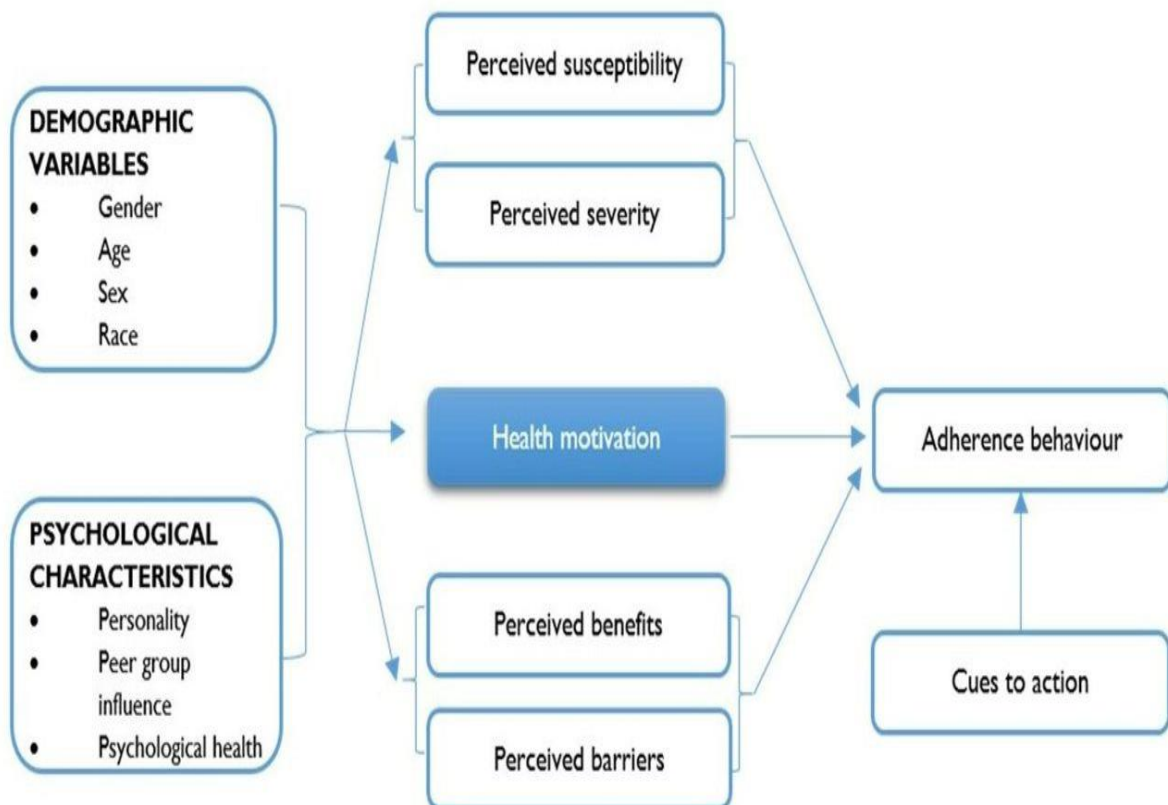 DEMOGRAPHIC
VARIABLES
• Gender
• Age
• Sex
• Race
PSYCHOLOGICAL
CHARACTERISTICS
• Personality
• Peer group
influence
• Psychological health
Perceived susceptibility
Perceived severity
Health motivation
Perceived benefits
Perceived barriers
Adherence behaviour
Cues to action